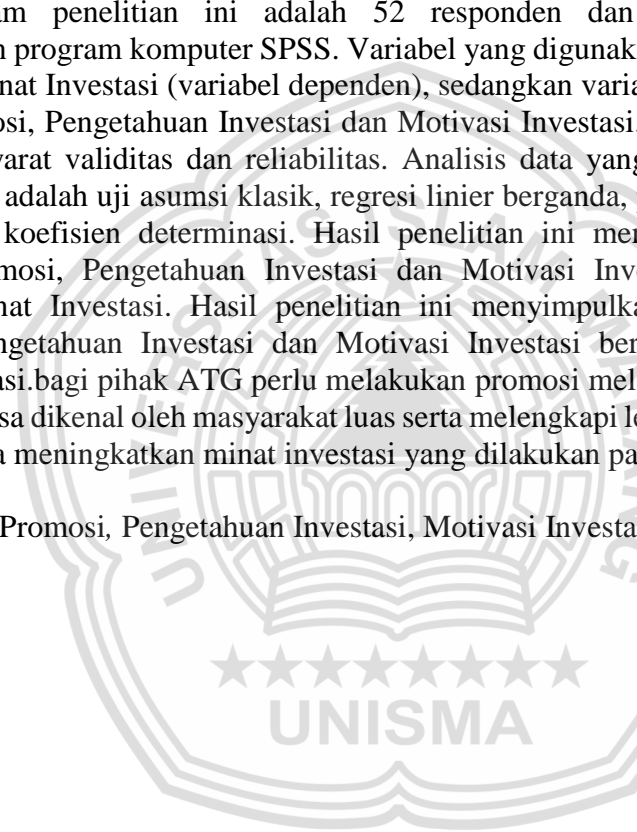 am penelitian ini adalah 52 responden dan
n program komputer SPSS. Variabel yang digunak
nat Investasi (variabel dependen), sedangkan varia
osi, Pengetahuan Investasi dan Motivasi Investasi.
yarat validitas dan reliabilitas. Analisis data yang
adalah uji asumsi klasik, regresi linier berganda,
koefisien determinasi. Hasil penelitian ini men
mosi, Pengetahuan Investasi dan Motivasi Inve
nat Investasi. Hasil penelitian ini menyimpulka
ngetahuan Investasi dan Motivasi Investasi ber
asi.bagi pihak ATG perlu melakukan promosi mel
sa dikenal oleh masyarakat luas serta melengkapi le
a meningkatkan minat investasi yang dilakukan pa
Promosi, Pengetahuan Investasi, Motivasi Investa
UNIVERSITAS ISLAM M
NG
UNISMA